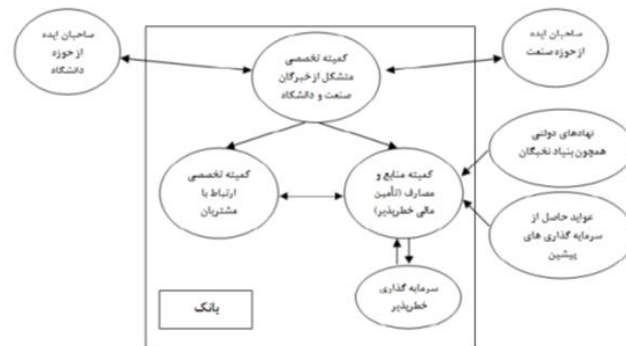 صاحبان ایده
از حوزه
دانشگاه
کمیته تخصصی
متشکل از خبرگان
صنعت و دانشگاه
صاحبان ایده
از حوزه صنعت
نهادهای دولتی
همچون بنیاد نخبگان
کمیته تخصصی
ارتباط با
مشتریان
کمیته منابع و
مصارف (تأمین
مالی خطرپذیر)
عواید حاصل از
سرمایه گذاری های
پیشین
سرمایه گذاری
خطرپذیر
بانک